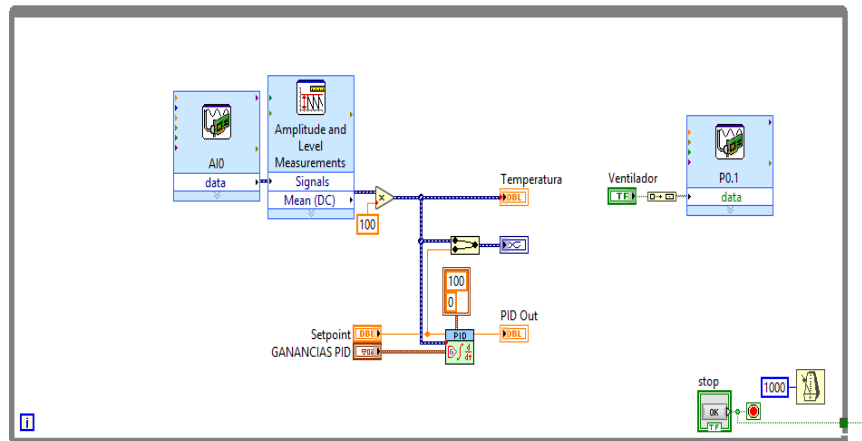 Amplitude and
Level
Measurements
AI0
data
Signals
Mean (DC)
100
Temperatura
DBL
Ventilador
TF
P0.1
data
100
0
PID Out
DBL
PID
Setpoint
DBL
GANANCIAS PID
stop
OK
TF
1000
i